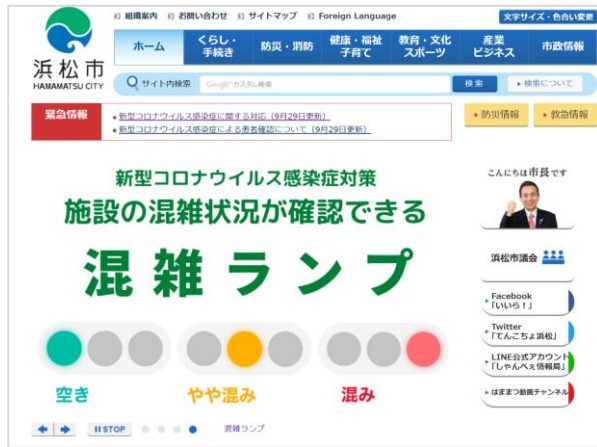 組織案内 お問い合わせ サイトマップ Foreign Language
文字サイズ・色合い変更
浜松市
HAMAMATSU CITY
ホーム
くらし・
手続き
防災・消防
健康・福祉
子育て
教育・文化
スポーツ
産業
ビジネス
市政情報
サイト内検索
Google カスタム検索
検索
検索について
緊急情報
新型コロナウイルス感染症に関する対応（9月29日更新）
新型コロナウイルス感染症による患者確認について（9月29日更新）
防災情報
救急情報
新型コロナウイルス感染症対策
施設の混雑状況が確認できる
混雑ランプ
空き
やや混み
混み
STOP
混雑ランプ
こんにちは市長です
浜松市議会
Facebook
「いいら！」
Twitter
「てんこちょ浜松」
LINE公式アカウント
「しゃんべぇ情報局」
はままつ動画チャンネル